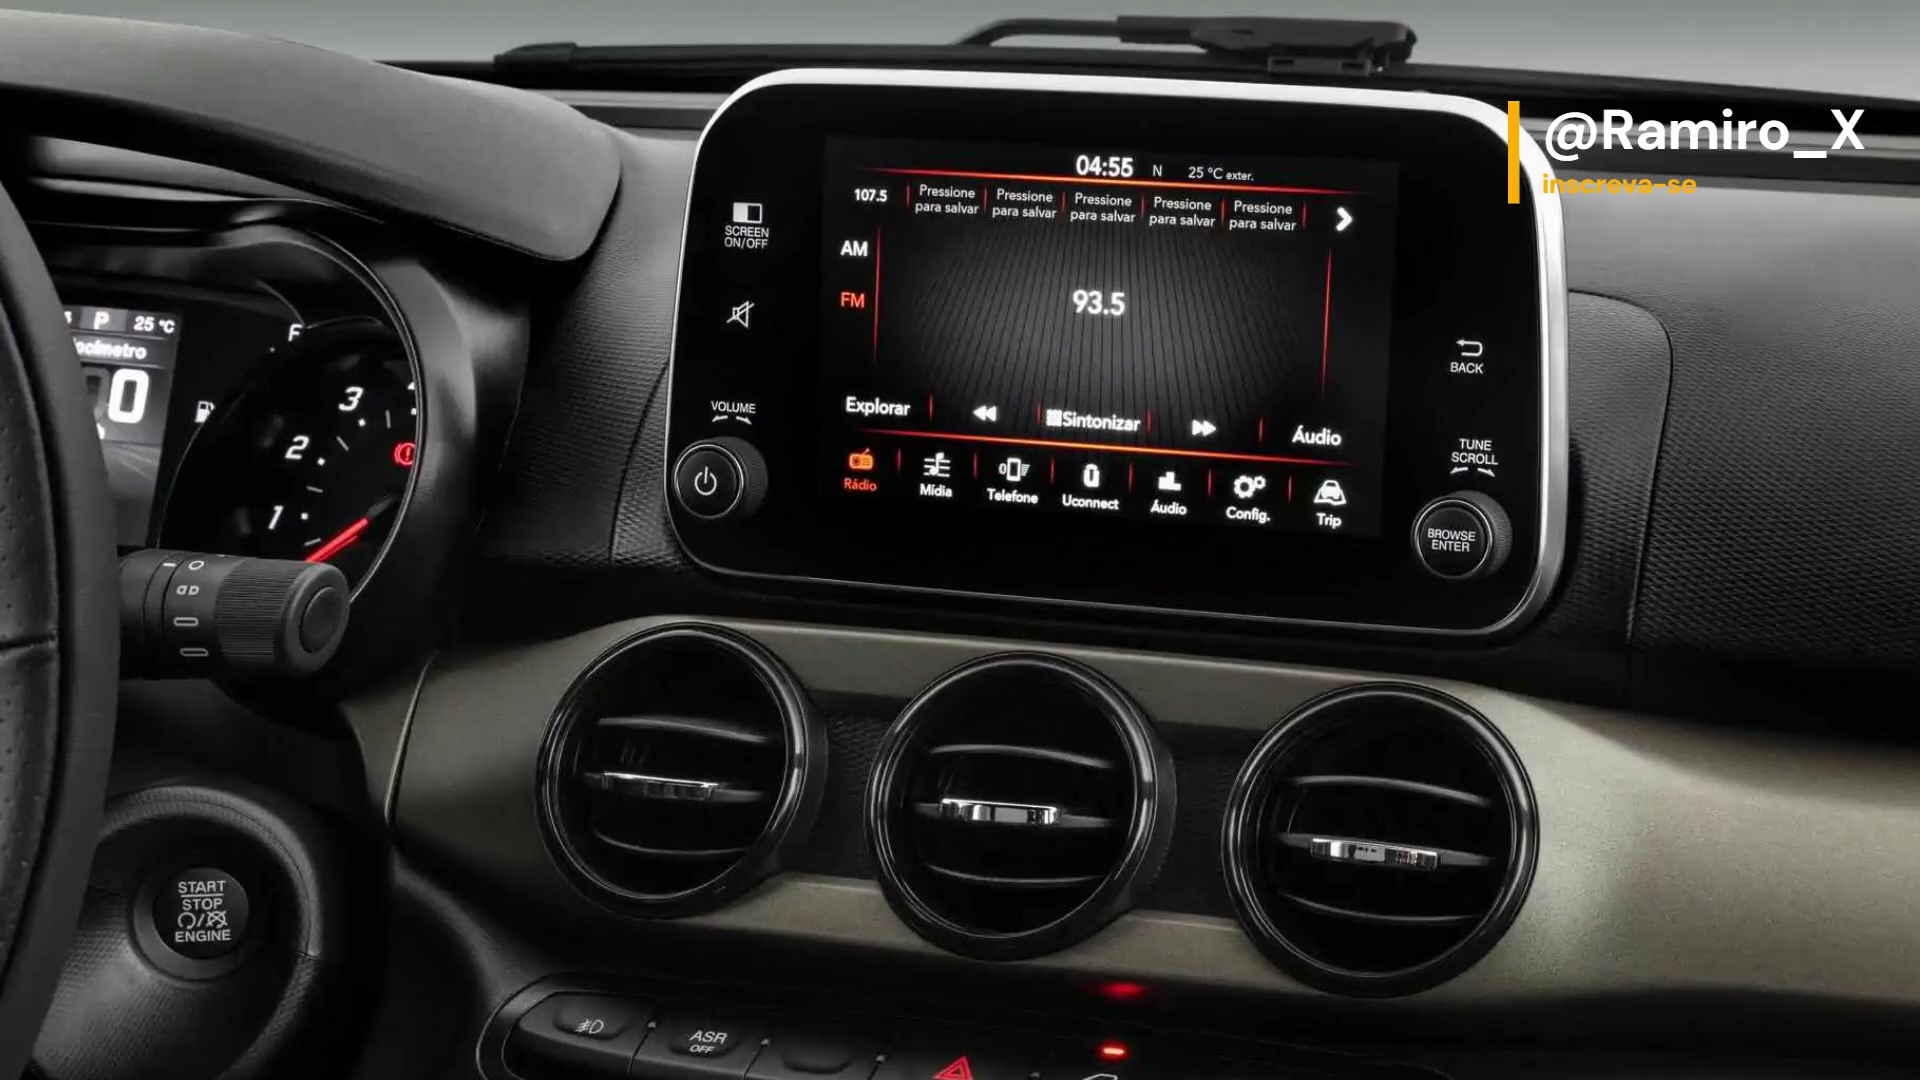 @Ramiro_X
inscreva-se
04:55 N 25 °C exter.
107.5
Pressione para salvar
Pressione para salvar
Pressione para salvar
Pressione para salvar
Pressione para salvar
SCREEN
ON/OFF
AM
FM
93.5
BACK
VOLUME
Explorar
Sintonizar
Áudio
TUNE
SCROLL
Rádio
Mídia
Telefone
Uconnect
Áudio
Config.
Trip
BROWSE
ENTER
P 25 °C
0
F
3
2
1
START
STOP
ENGINE
ASR
OFF